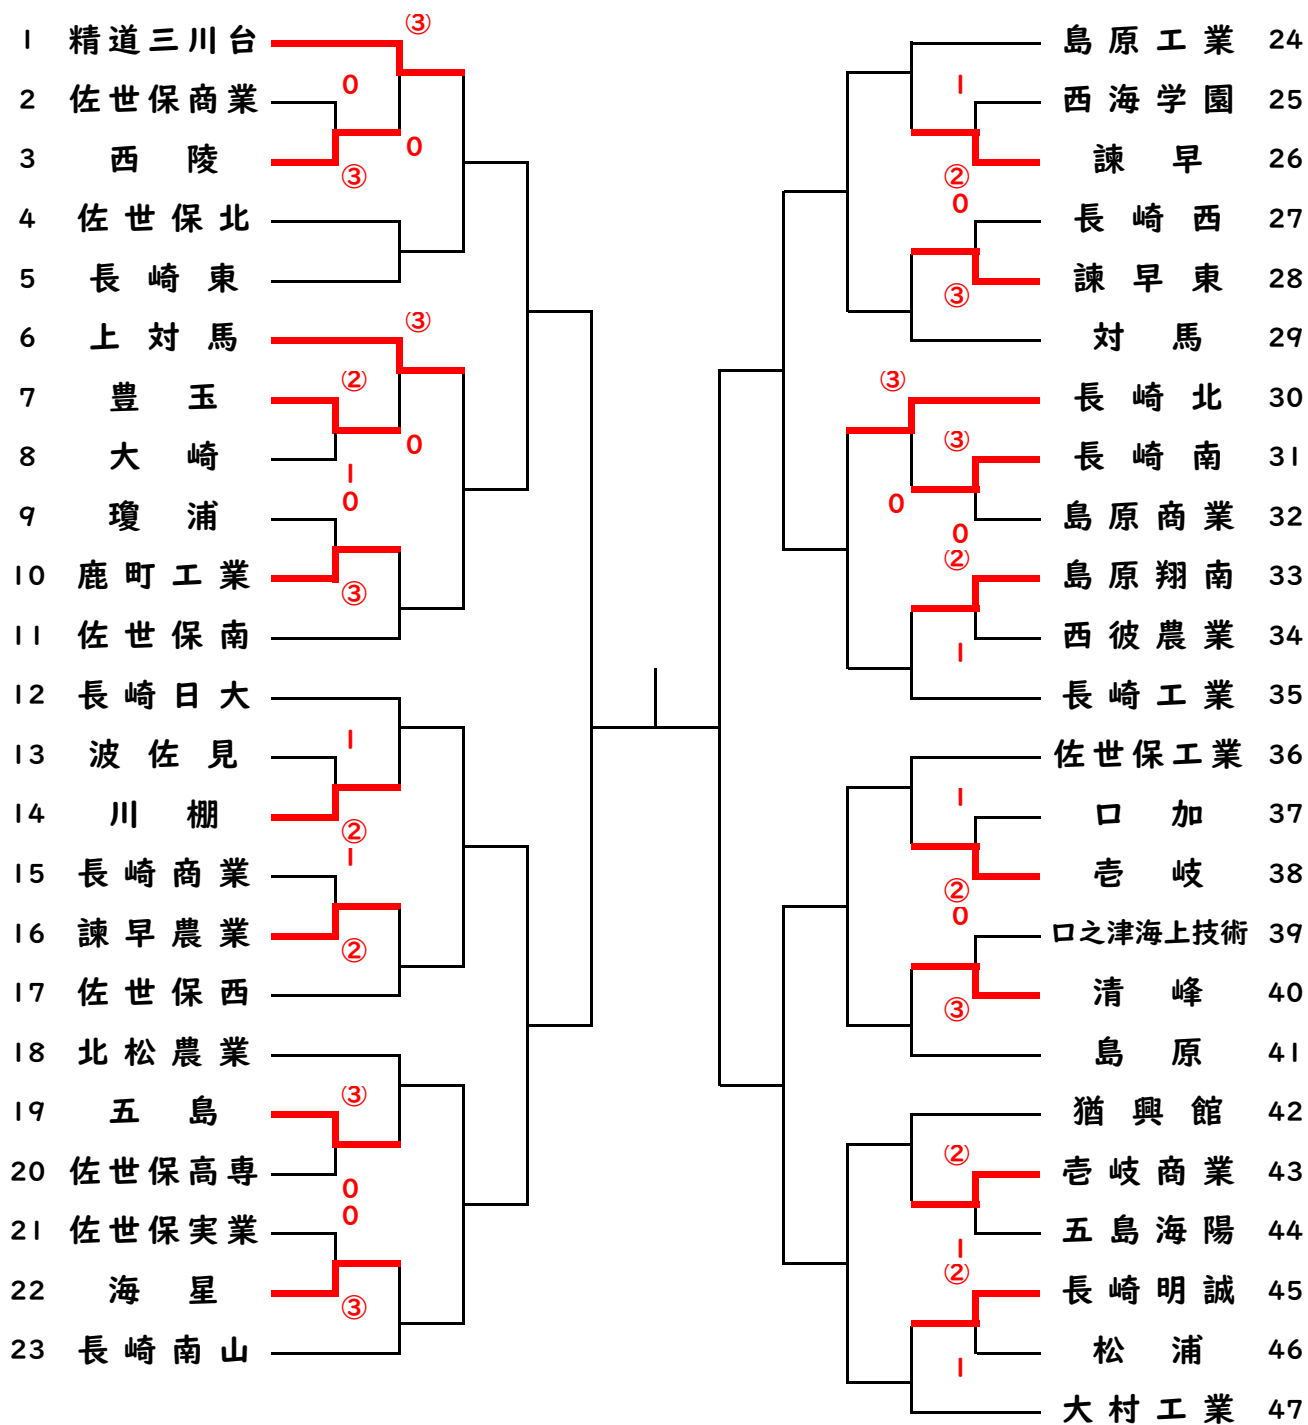 ③
1 精道三川台
0
2 佐世保商業
0
3 西陵
③
4 佐世保北
5 長崎東
③
6 上対馬
②
7 豊玉
0
8 大崎
1
0
9 瓊浦
10 鹿町工業
③
11 佐世保南
12 長崎日大
1
13 波佐見
14 川棚
②
1
15 長崎商業
16 諫早農業
②
17 佐世保西
18 北松農業
③
19 五島
20 佐世保高専
0
0
21 佐世保実業
22 海星
③
23 長崎南山
島原工業 24
1
西海学園 25
諫早 26
②
0
長崎西 27
諫早東 28
③
対馬 29
③
長崎北 30
③
長崎南 31
0
島原商業 32
0
②
島原翔南 33
西彼農業 34
1
長崎工業 35
佐世保工業 36
1
口加 37
壱岐 38
②
0
口之津海上技術 39
清峰 40
③
島原 41
猶興館 42
②
壱岐商業 43
五島海陽 44
1
②
長崎明誠 45
松浦 46
1
大村工業 47